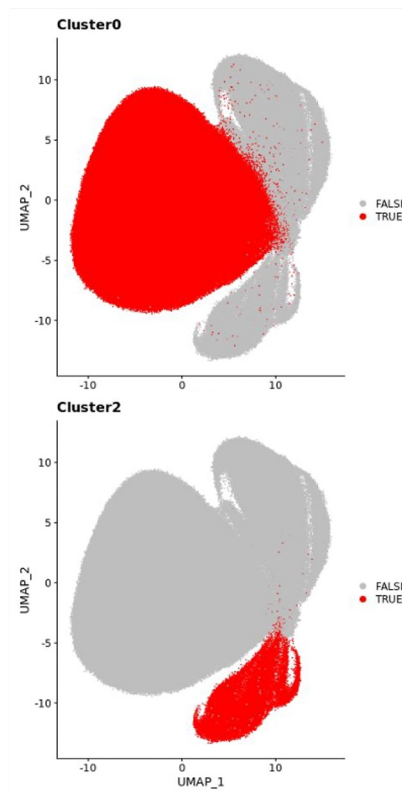 Cluster0
10
5
0
-5
-10
UMAP_2
-10 0 10
FALSE
TRUE
Cluster2
10
5
0
-5
-10
UMAP_2
-10 0 10
UMAP_1
FALSE
TRUE